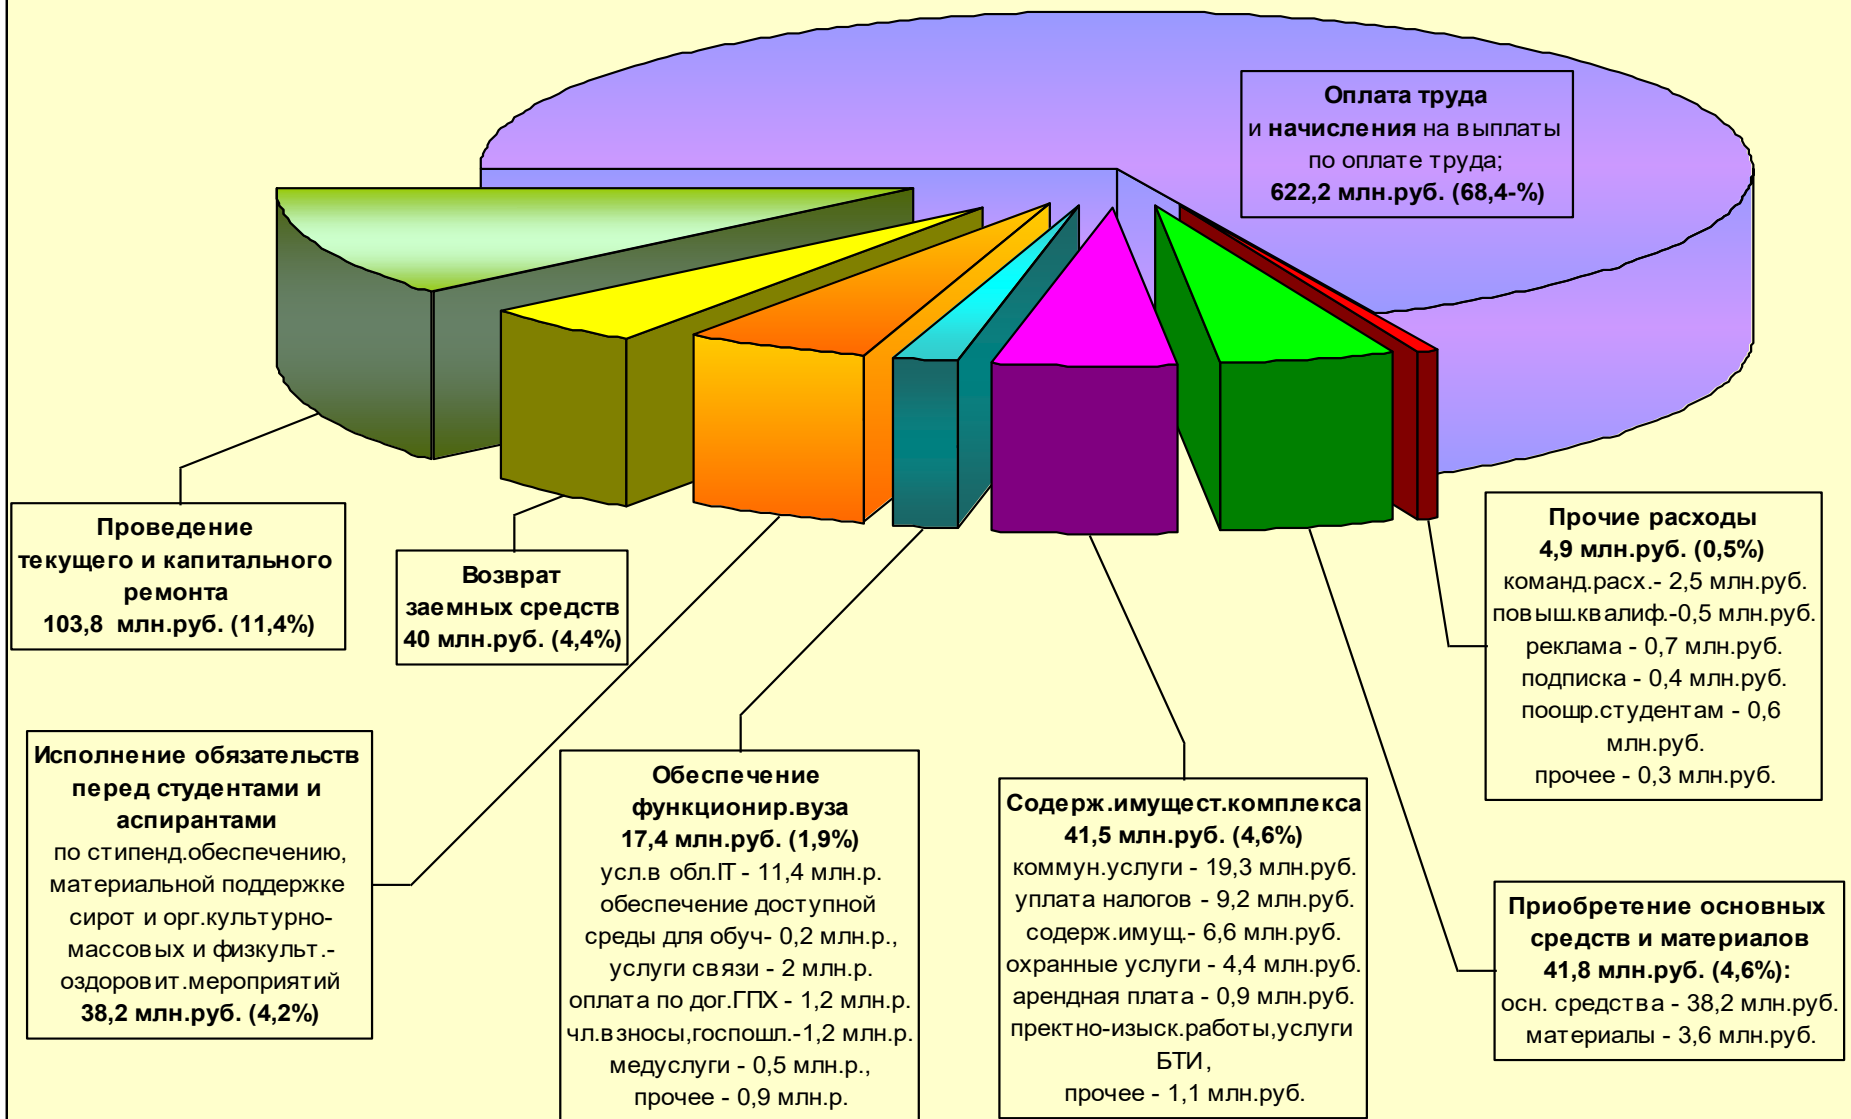 Оплата труда
и начисления на выплаты
по оплате труда;
622,2 млн.руб. (68,4-%)
Проведение
текущего и капитального
ремонта
103,8 млн.руб. (11,4%)
Возврат
заемных средств
40 млн.руб. (4,4%)
Исполнение обязательств
перед студентами и
аспирантами
по стипенд.обеспечению,
материальной поддержке
сирот и орг.культурно-
массовых и физкульт.-
оздоровит.мероприятий
38,2 млн.руб. (4,2%)
Обеспечение
функционир.вуза
17,4 млн.руб. (1,9%)
усл.в обл.IT - 11,4 млн.р.
обеспечение доступной
среды для обуч- 0,2 млн.р.,
услуги связи - 2 млн.р.
оплата по дог.ГПХ - 1,2 млн.р.
чл.взносы,госпошл.-1,2 млн.р.
медуслуги - 0,5 млн.р.,
прочее - 0,9 млн.р.
Содерж.имущест.комплекса
41,5 млн.руб. (4,6%)
коммун.услуги - 19,3 млн.руб.
уплата налогов - 9,2 млн.руб.
содерж.имущ.- 6,6 млн.руб.
охранные услуги - 4,4 млн.руб.
арендная плата - 0,9 млн.руб.
пректно-изыск.работы,услуги
БТИ,
прочее - 1,1 млн.руб.
Прочие расходы
4,9 млн.руб. (0,5%)
команд.расх.- 2,5 млн.руб.
повыш.квалиф.-0,5 млн.руб.
реклама - 0,7 млн.руб.
подписка - 0,4 млн.руб.
поошр.студентам - 0,6
млн.руб.
прочее - 0,3 млн.руб.
Приобретение основных
средств и материалов
41,8 млн.руб. (4,6%):
осн. средства - 38,2 млн.руб.
материалы - 3,6 млн.руб.